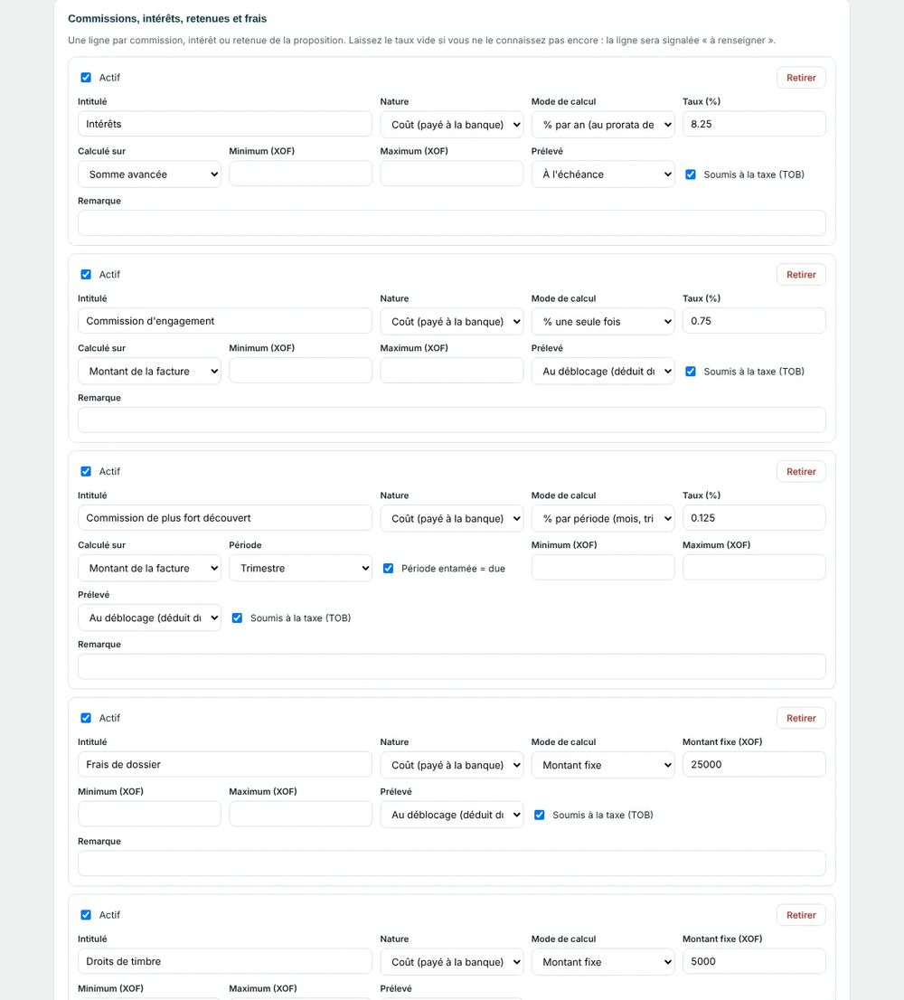 Commissions, intérêts, retenues et frais
Une ligne par commission, intérêt ou retenue de la proposition. Laissez le taux vide si vous ne le connaissez pas encore : la ligne sera signalée « à renseigner ».
Actif Retirer
Intitulé Nature Mode de calcul Taux (%)
Intérêts Coût (payé à la banque) % par an (au prorata de 8.25
Calculé sur Minimum (XOF) Maximum (XOF) Prélevé
Somme avancée À l'échéance Soumis à la taxe (TOB)
Remarque
Actif Retirer
Intitulé Nature Mode de calcul Taux (%)
Commission d'engagement Coût (payé à la banque) % une seule fois 0.75
Calculé sur Minimum (XOF) Maximum (XOF) Prélevé
Montant de la facture Au déblocage (déduit du Soumis à la taxe (TOB)
Remarque
Actif Retirer
Intitulé Nature Mode de calcul Taux (%)
Commission de plus fort découvert Coût (payé à la banque) % par période (mois, tri 0.125
Calculé sur Période Minimum (XOF) Maximum (XOF)
Montant de la facture Trimestre Période entamée = due
Prélevé
Au déblocage (déduit du Soumis à la taxe (TOB)
Remarque
Actif Retirer
Intitulé Nature Mode de calcul Montant fixe (XOF)
Frais de dossier Coût (payé à la banque) Montant fixe 25000
Minimum (XOF) Maximum (XOF) Prélevé
Au déblocage (déduit du Soumis à la taxe (TOB)
Remarque
Actif Retirer
Intitulé Nature Mode de calcul Montant fixe (XOF)
Droits de timbre Coût (payé à la banque) Montant fixe 5000
Minimum (XOF) Maximum (XOF) Prélevé